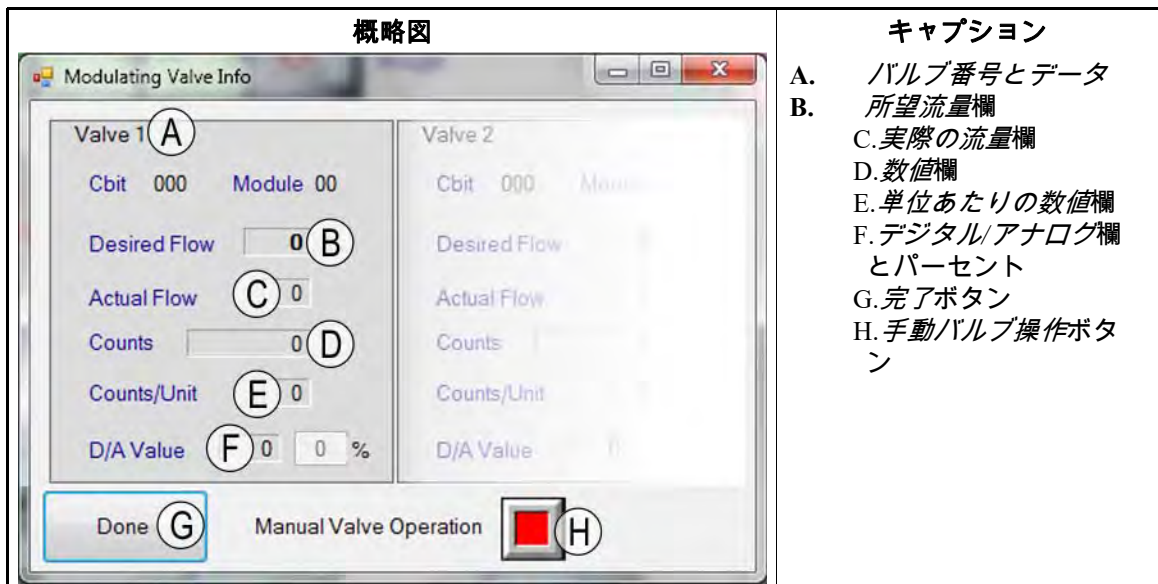 概略図
キャプション
Modulating Valve Info
Valve 1 A
Cbit 000 Module 00
Desired Flow 0 B
Actual Flow C 0
Counts 0 D
Counts/Unit E 0
D/A Value F 0 0 %
Valve 2
Cbit 000
Desired Flow
Actual Flow
Counts
Counts/Unit
D/A Value
Done G
Manual Valve Operation H
A. バルブ番号とデータ
B. 所望流量欄
C.実際の流量欄
D.数値欄
E.単位あたりの数値欄
F.デジタル/アナログ欄
とパーセント
G.完了ボタン
H.手動バルブ操作ボタ
ン